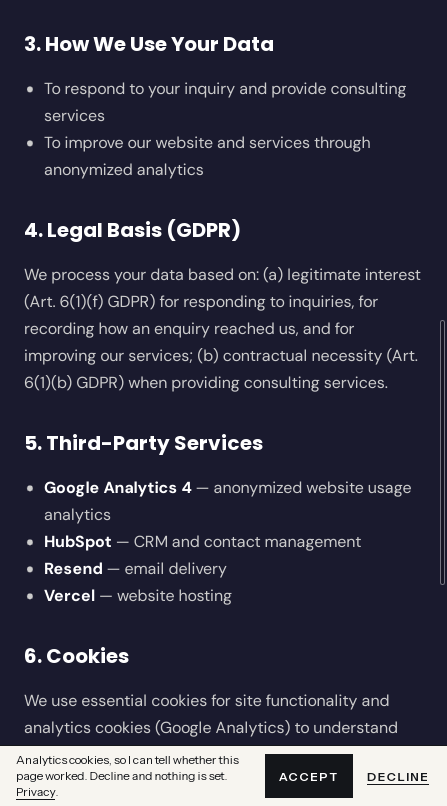 3. How We Use Your Data
To respond to your inquiry and provide consulting
services
To improve our website and services through
anonymized analytics
4. Legal Basis (GDPR)
We process your data based on: (a) legitimate interest
(Art. 6(1)(f) GDPR) for responding to inquiries, for
recording how an enquiry reached us, and for
improving our services; (b) contractual necessity (Art.
6(1)(b) GDPR) when providing consulting services.
5. Third-Party Services
Google Analytics 4 — anonymized website usage
analytics
HubSpot — CRM and contact management
Resend — email delivery
Vercel — website hosting
6. Cookies
We use essential cookies for site functionality and
analytics cookies (Google Analytics) to understand
Analytics cookies, so I can tell whether this
page worked. Decline and nothing is set.
Privacy.
ACCEPT
DECLINE